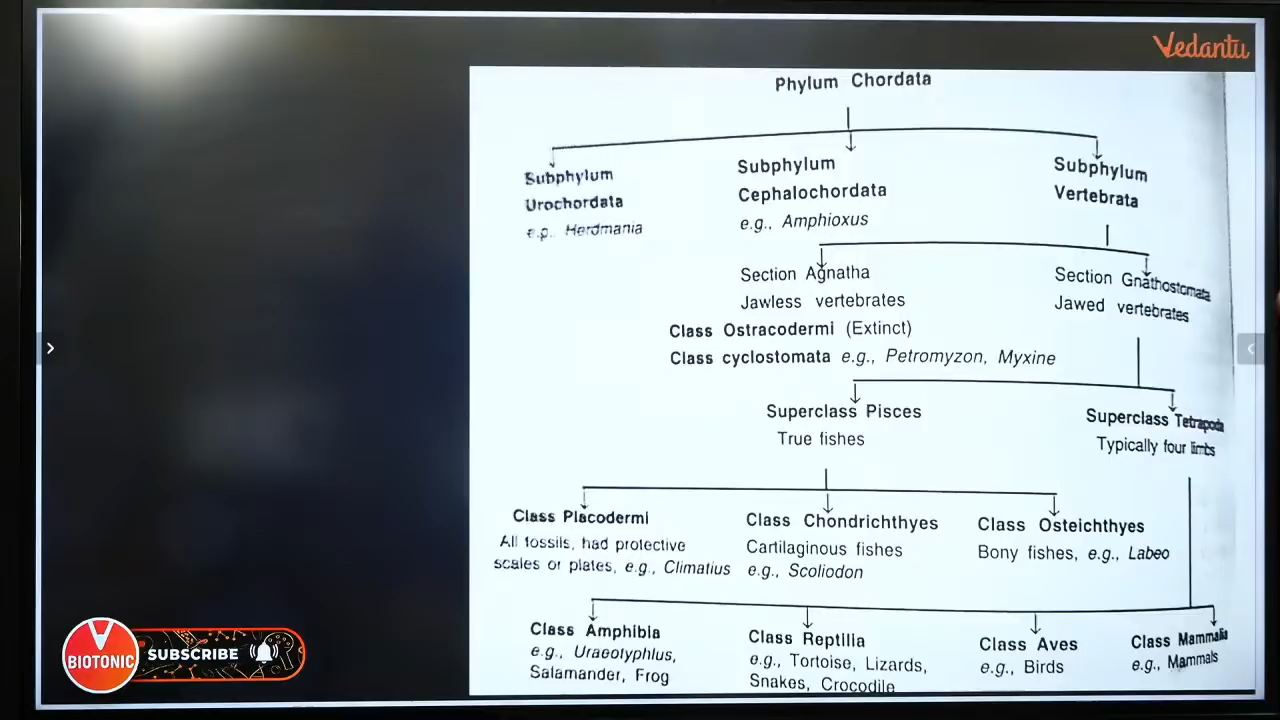 Vedantu
Phylum Chordata
Subphylum
Urochordata
e.g., Herdmania
Subphylum
Cephalochordata
e.g., Amphioxus
Subphylum
Vertebrata
Section Agnatha
Jawless vertebrates
Class Ostracodermi (Extinct)
Class cyclostomata e.g., Petromyzon, Myxine
Section Gnathostomata
Jawed vertebrates
Superclass Pisces
True fishes
Superclass Tetrapoda
Typically four limbs
Class Placodermi
All fossils, had protective
scales or plates, e.g., Climatius
Class Chondrichthyes
Cartilaginous fishes
e.g., Scoliodon
Class Osteichthyes
Bony fishes, e.g., Labeo
Class Amphibia
e.g., Uraeotyphlus,
Salamander, Frog
Class Reptilia
e.g., Tortoise, Lizards,
Snakes, Crocodile
Class Aves
e.g., Birds
Class Mammalia
e.g., Mammals
V
BIOTONIC
SUBSCRIBE